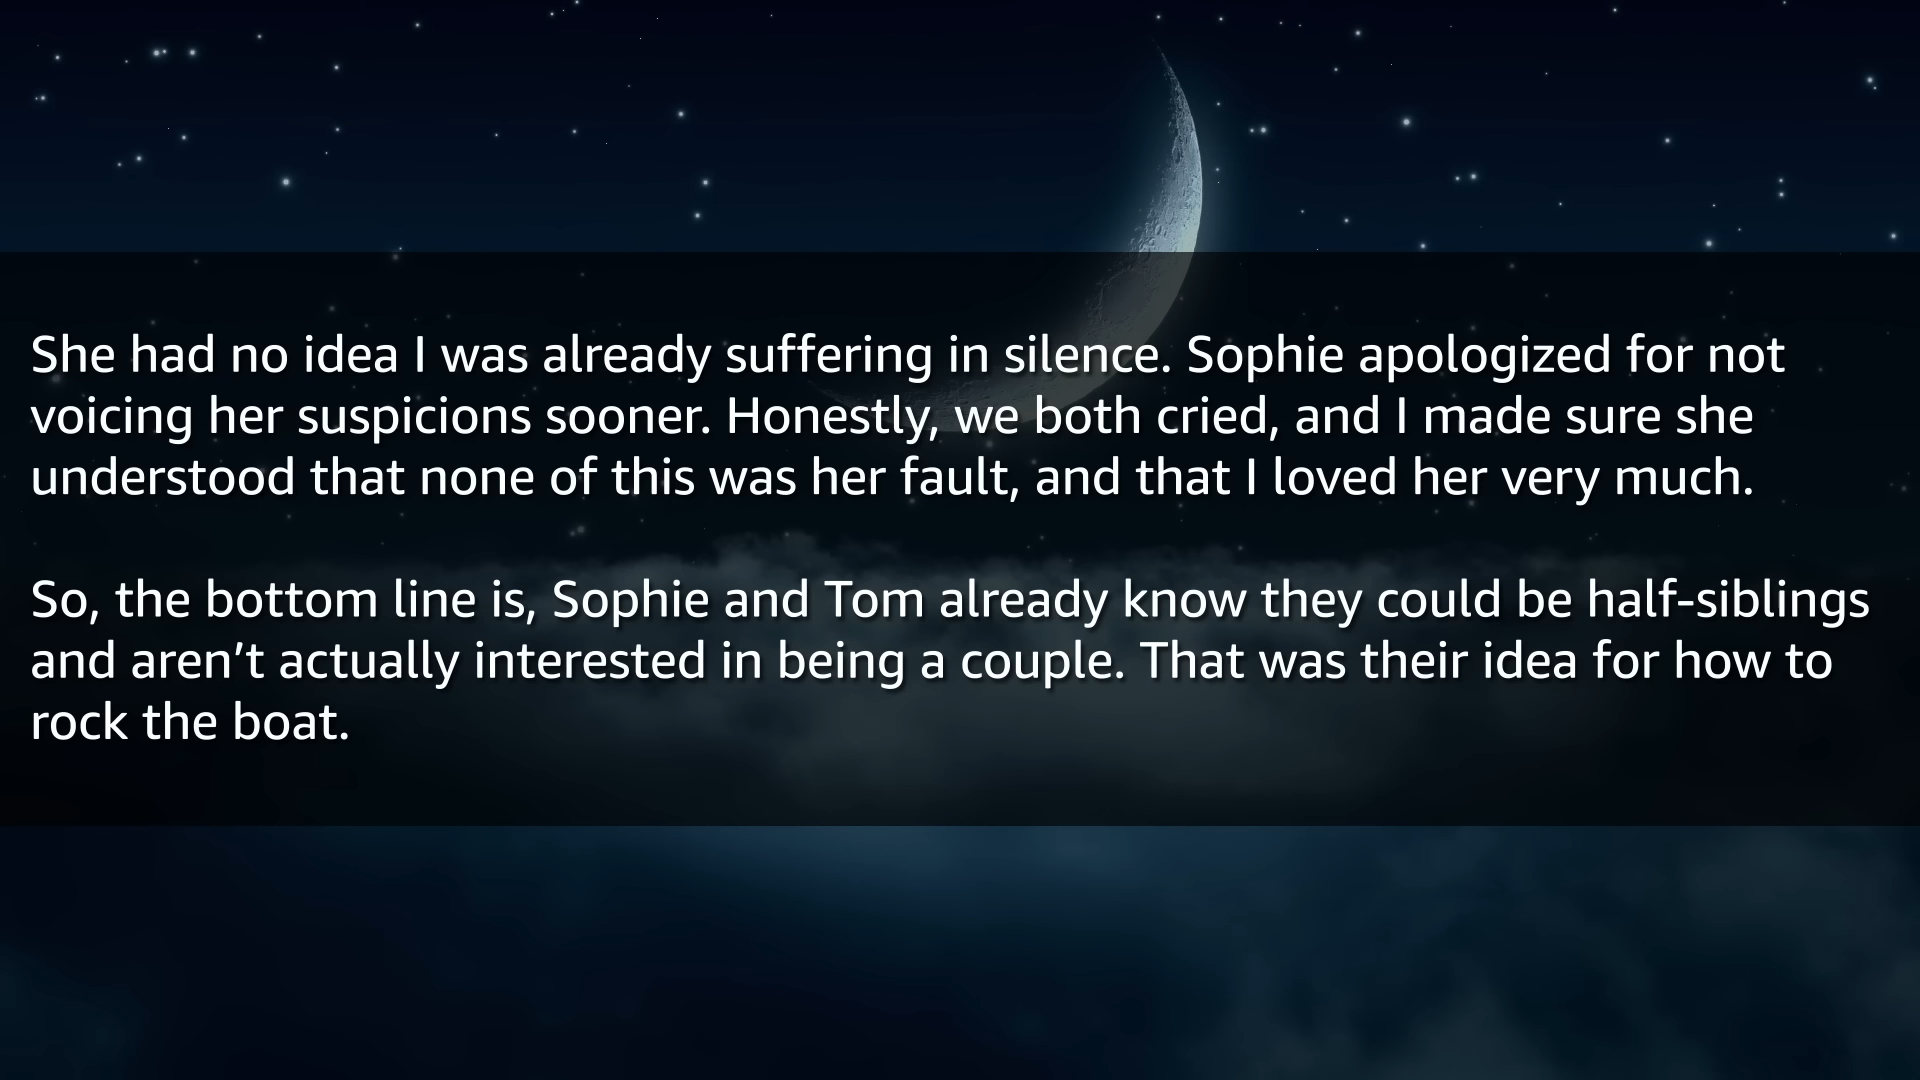 She had no idea I was already suffering in silence. Sophie apologized for not
voicing her suspicions sooner. Honestly, we both cried, and I made sure she
understood that none of this was her fault, and that I loved her very much.
So, the bottom line is, Sophie and Tom already know they could be half-siblings
and aren’t actually interested in being a couple. That was their idea for how to
rock the boat.